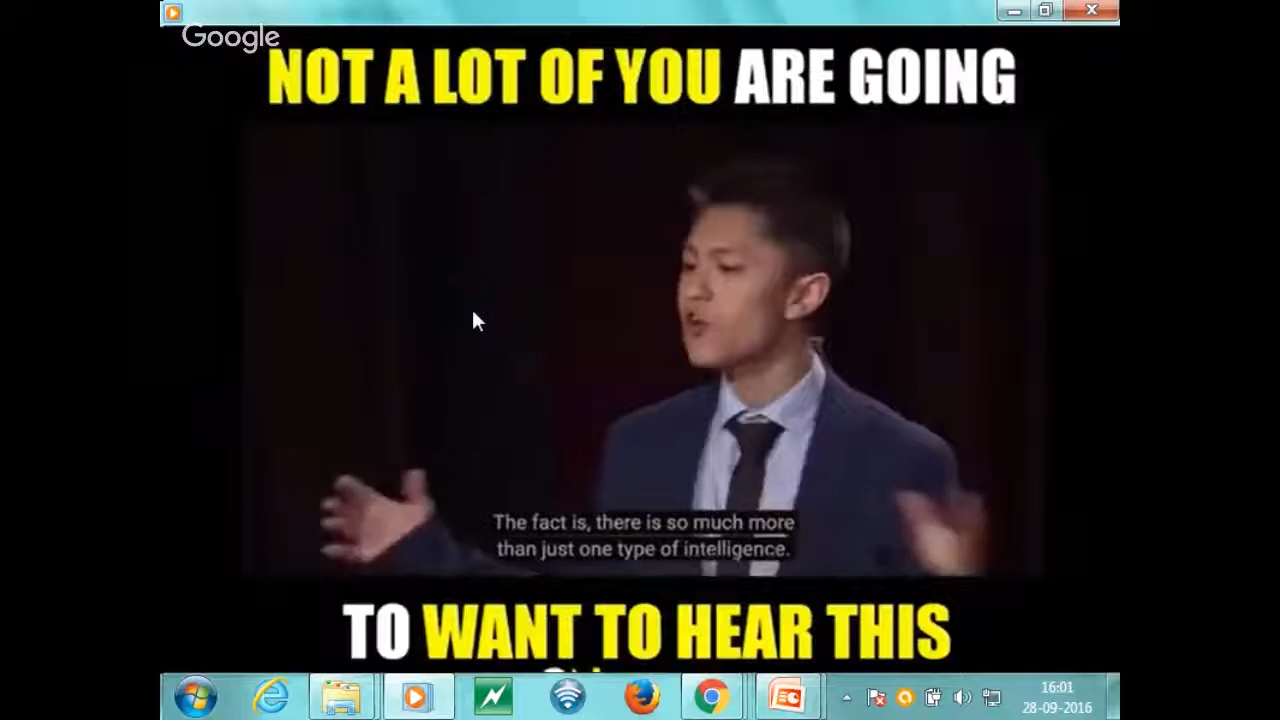 Google
NOT A LOT OF YOU ARE GOING
The fact is, there is so much more
than just one type of intelligence.
TO WANT TO HEAR THIS
16:01
28-09-2016